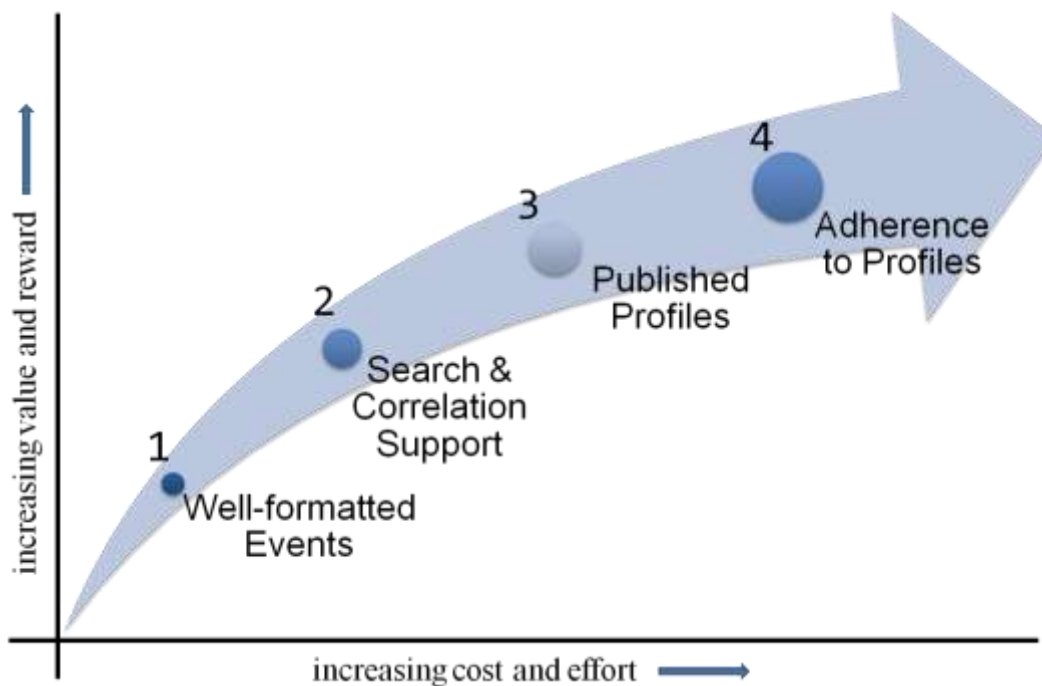 increasing value and reward
1
Well-formatted
Events
2
Search &
Correlation
Support
3
Published
Profiles
4
Adherence
to Profiles
increasing cost and effort